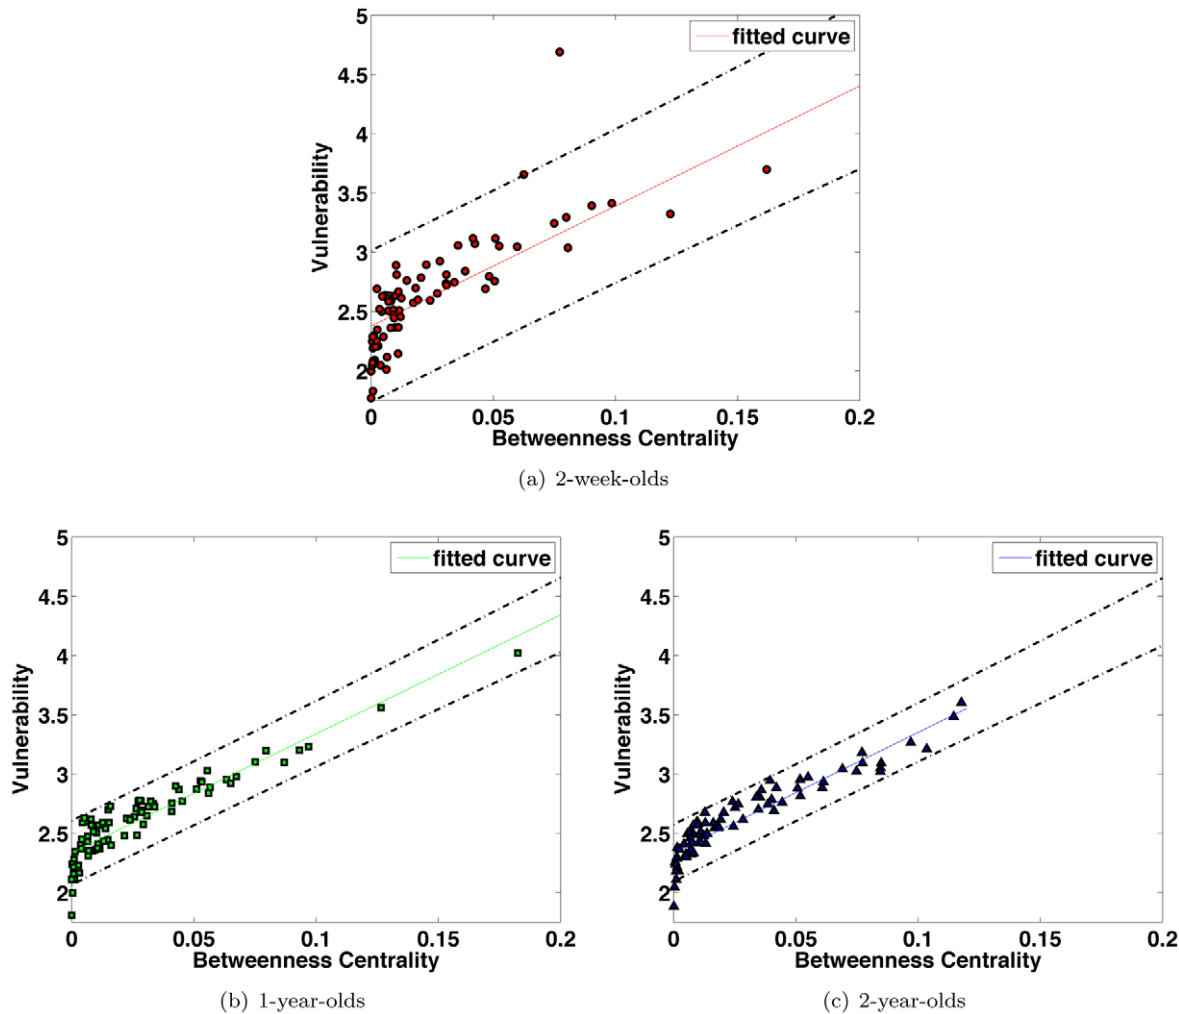 5
4.5
4
3.5
3
2.5
2
Vulnerability
fitted curve
0 0.05 0.1 0.15 0.2
Betweenness Centrality
(a) 2-week-olds
5
4.5
4
3.5
3
2.5
2
Vulnerability
fitted curve
0 0.05 0.1 0.15 0.2
Betweenness Centrality
(b) 1-year-olds
5
4.5
4
3.5
3
2.5
2
Vulnerability
fitted curve
0 0.05 0.1 0.15 0.2
Betweenness Centrality
(c) 2-year-olds